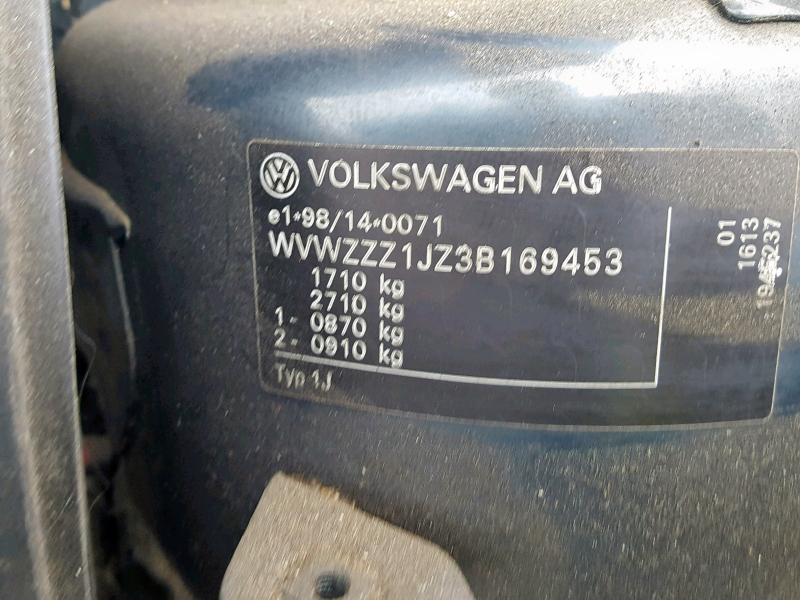 VOLKSWAGEN AG
e1*98/14*0071
WVWZZZ1JZ3B169453
1710 kg
2710 kg
1- 0870 kg
2- 0910 kg
Typ 1J
01
1613